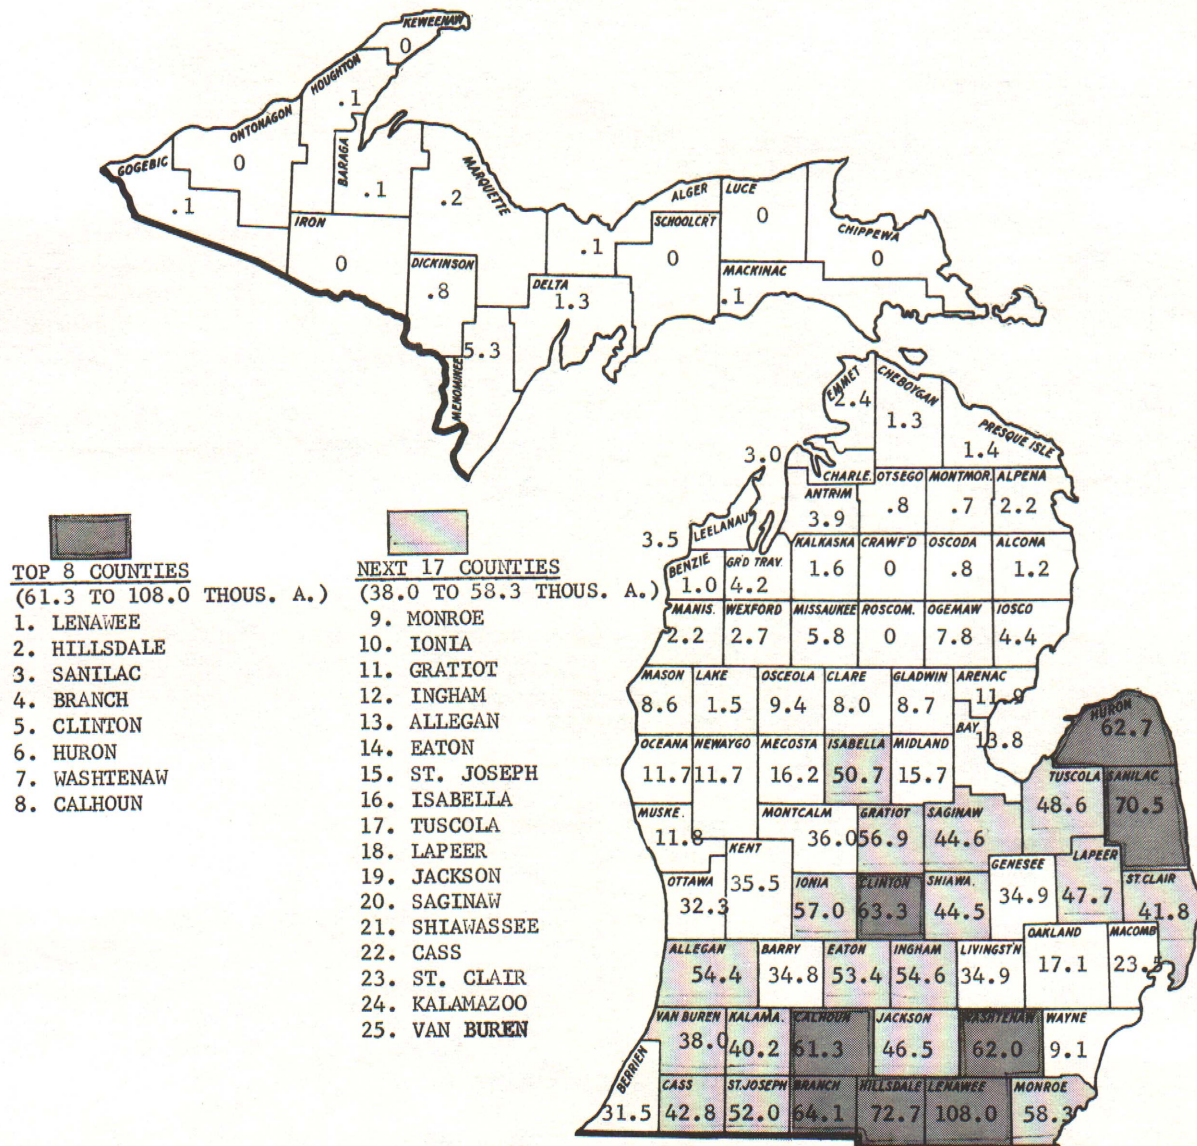 KEWEENAW
0
HOUGHTON
.1
ONTONAGON
0
GOGEBIC
.1
BARAGA
.1
MARQUETTE
.2
IRON
0
ALGER
.1
LUCE
0
SCHOOLCR'T
0
CHIPPEWA
0
MACKINAC
.1
DICKINSON
.8
DELTA
1.3
MENOMINEE
5.3
EMMET
2.4
CHEBOYGAN
1.3
PRESQUE ISLE
1.4
3.0
CHARLE. OTSEGO MONTMOR. ALPENA
ANTRIM
3.9 .8 .7 2.2
3.5 LEELANAU
BENZIE GR'D TRAV. KALKASKA CRAWF'D OSCODA ALCONA
1.0 4.2 1.6 0 .8 1.2
MANIS. WEXFORD MISSAUKEE ROSCOM. OGEMAW IOSCO
2.2 2.7 5.8 0 7.8 4.4
MASON LAKE OSCEOLA CLARE GLADWIN ARENAC
8.6 1.5 9.4 8.0 8.7 11.9
HURON
62.7
BAY
13.8
OCEANA NEWAYGO MECOSTA ISABELLA MIDLAND
11.7 11.7 16.2 50.7 15.7
TUSCOLA SANILAC
48.6 70.5
MUSKE. MONTCALM GRATIOT SAGINAW
11.8 36.0 56.9 44.6
KENT
35.5
GENESEE LAPEER
34.9 47.7
OTTAWA IONIA CLINTON SHIAWA. ST.CLAIR
32.3 57.0 63.3 44.5 41.8
OAKLAND MACOMB
17.1 23.5
ALLEGAN BARRY EATON INGHAM LIVINGST'N
54.4 34.8 53.4 54.6 34.9
VAN BUREN KALAMA. CALHOUN JACKSON WASHTENAW WAYNE
38.0 40.2 61.3 46.5 62.0 9.1
BERRIEN CASS ST.JOSEPH BRANCH HILLSDALE LENAWEE MONROE
31.5 42.8 52.0 64.1 72.7 108.0 58.3
TOP 8 COUNTIES
(61.3 TO 108.0 THOUS. A.)
1. LENAWEE
2. HILLSDALE
3. SANILAC
4. BRANCH
5. CLINTON
6. HURON
7. WASHTENAW
8. CALHOUN
NEXT 17 COUNTIES
(38.0 TO 58.3 THOUS. A.)
9. MONROE
10. IONIA
11. GRATIOT
12. INGHAM
13. ALLEGAN
14. EATON
15. ST. JOSEPH
16. ISABELLA
17. TUSCOLA
18. LAPEER
19. JACKSON
20. SAGINAW
21. SHIAWASSEE
22. CASS
23. ST. CLAIR
24. KALAMAZOO
25. VAN BUREN